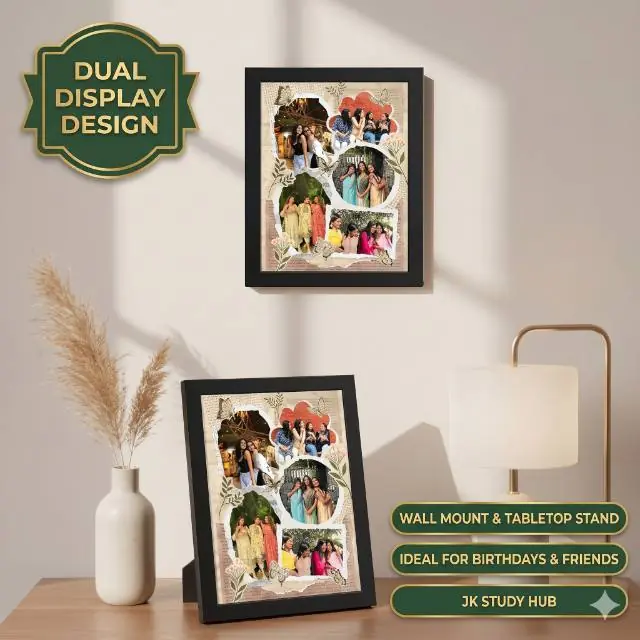 DUAL
DISPLAY
DESIGN
WALL MOUNT & TABLETOP STAND
IDEAL FOR BIRTHDAYS & FRIENDS
JK STUDY HUB